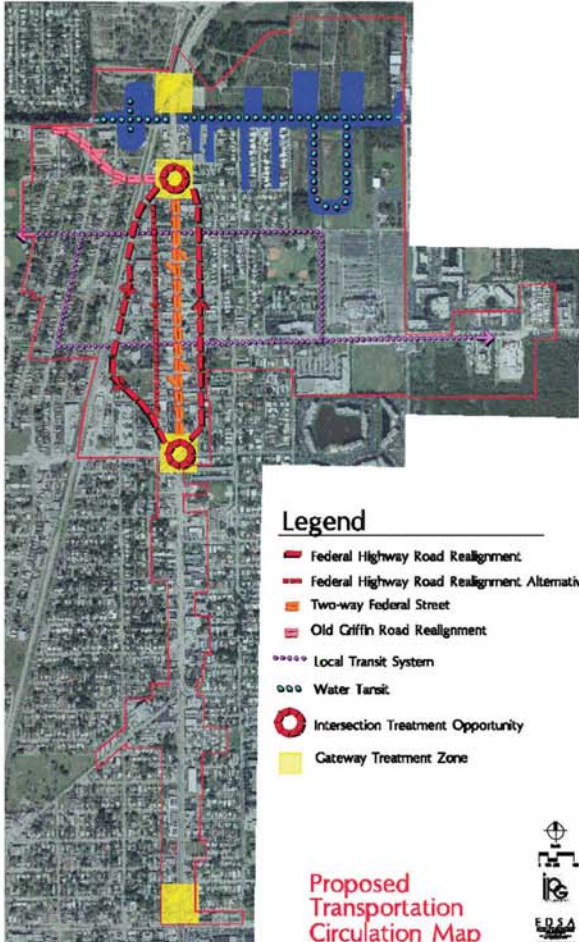 Legend
Federal Highway Road Realignment
Federal Highway Road Realignment Alternativ
Two-way Federal Street
Old Griffin Road Realignment
Local Transit System
Water Tansit
Intersection Treatment Opportunity
Gateway Treatment Zone
Proposed
Transportation
Circulation Map
EDSA